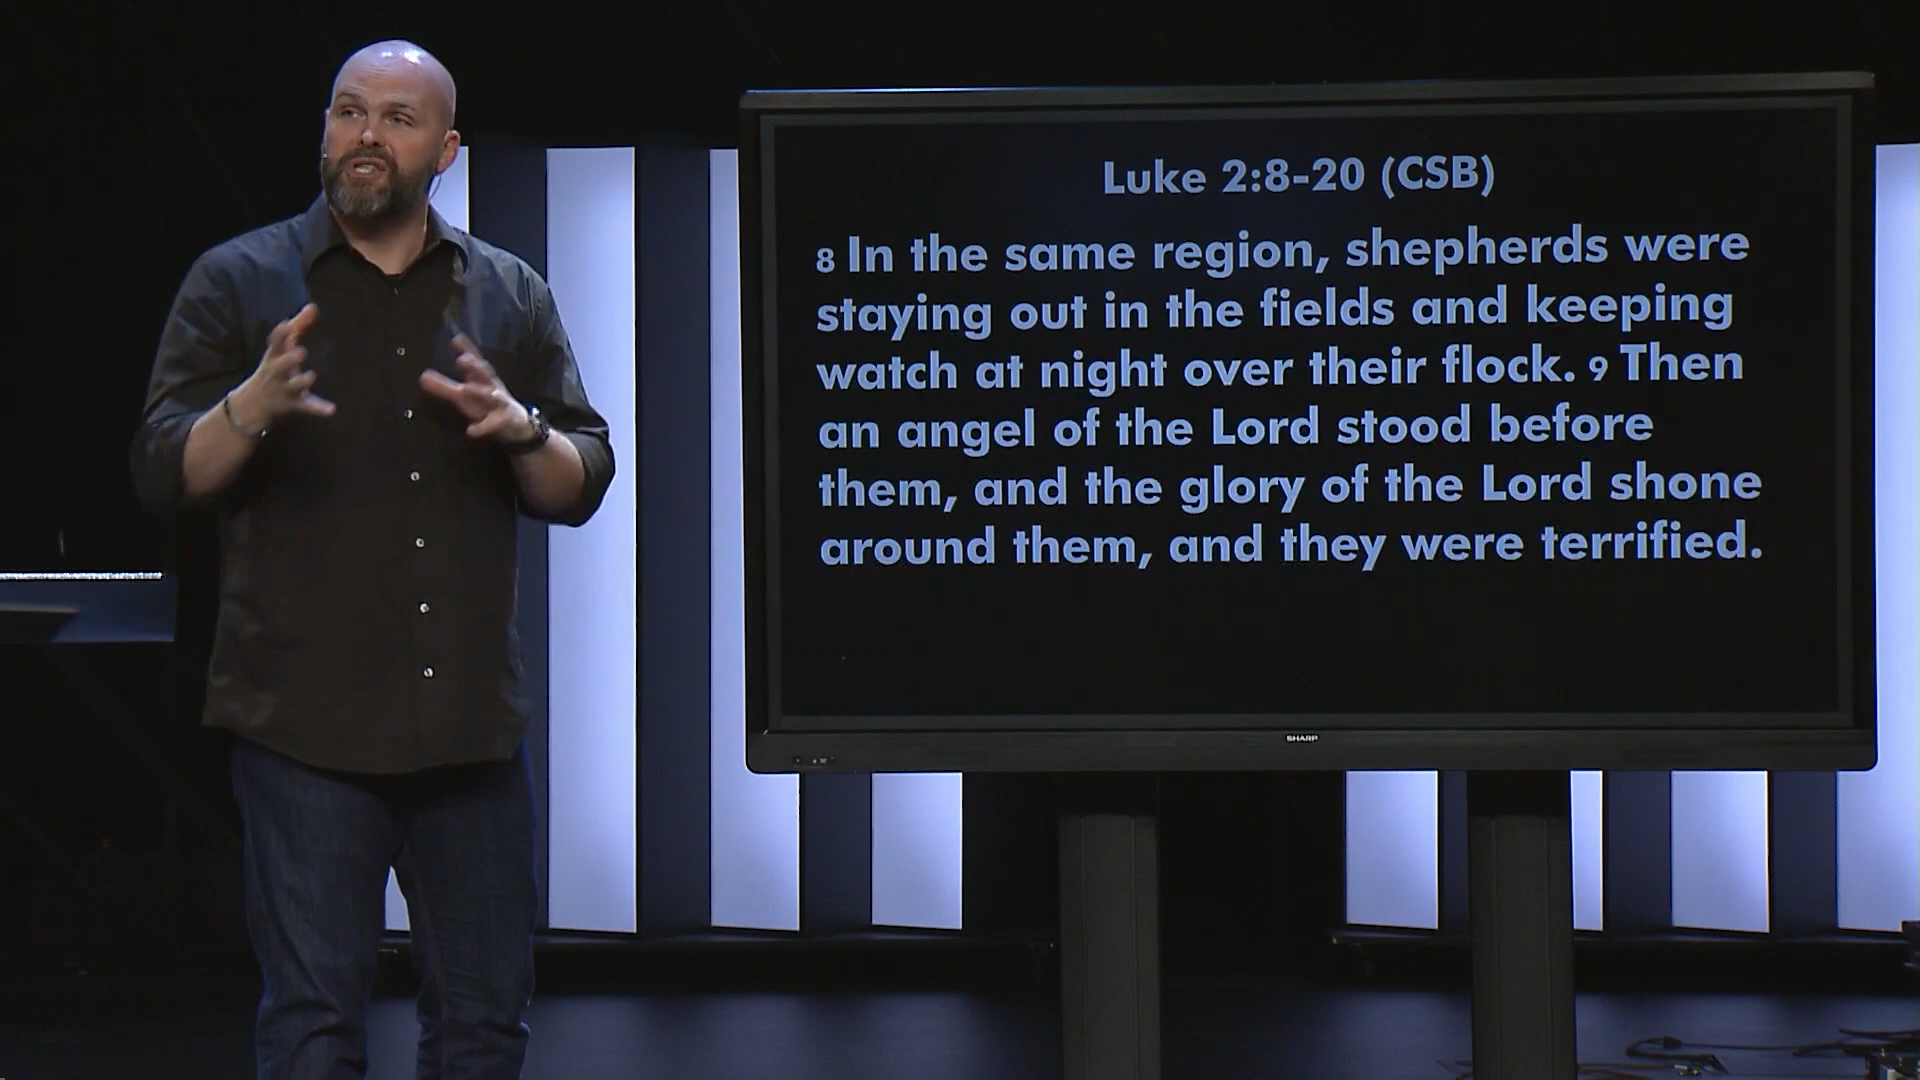 Luke 2:8-20 (CSB)
8 In the same region, shepherds were
staying out in the fields and keeping
watch at night over their flock. 9 Then
an angel of the Lord stood before
them, and the glory of the Lord shone
around them, and they were terrified.
SHARP